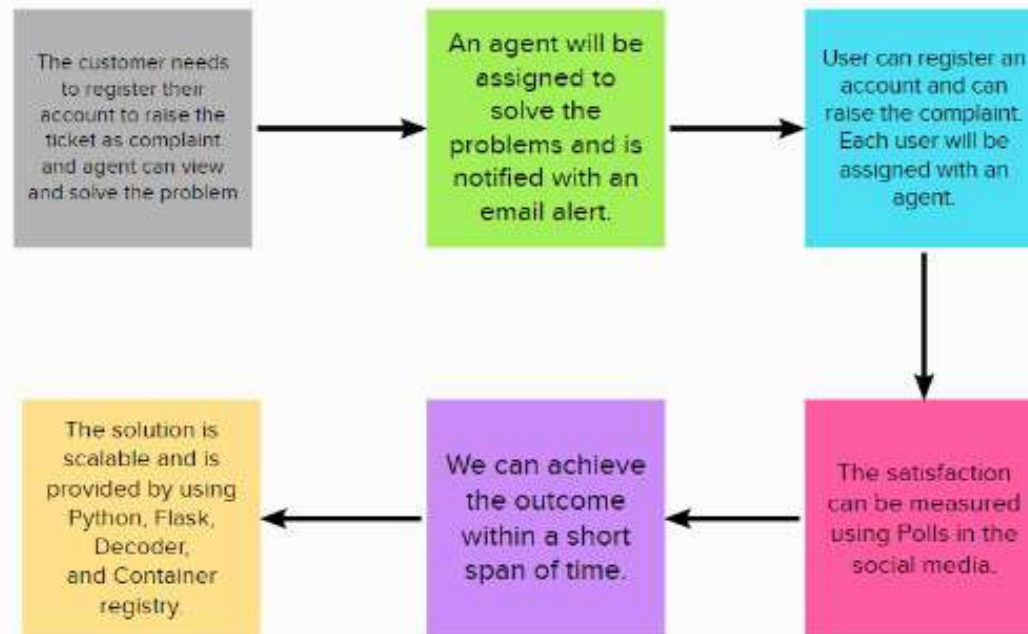 The customer needs
to register their
account to raise the
ticket as complaint
and agent can view
and solve the problem
An agent will be
assigned to
solve the
problems and is
notified with an
email alert.
User can register an
account and can
raise the complaint.
Each user will be
assigned with an
agent.
The satisfaction
can be measured
using Polls in the
social media.
We can achieve
the outcome
within a short
span of time.
The solution is
scalable and is
provided by using
Python, Flask,
Decoder,
and Container
registry.